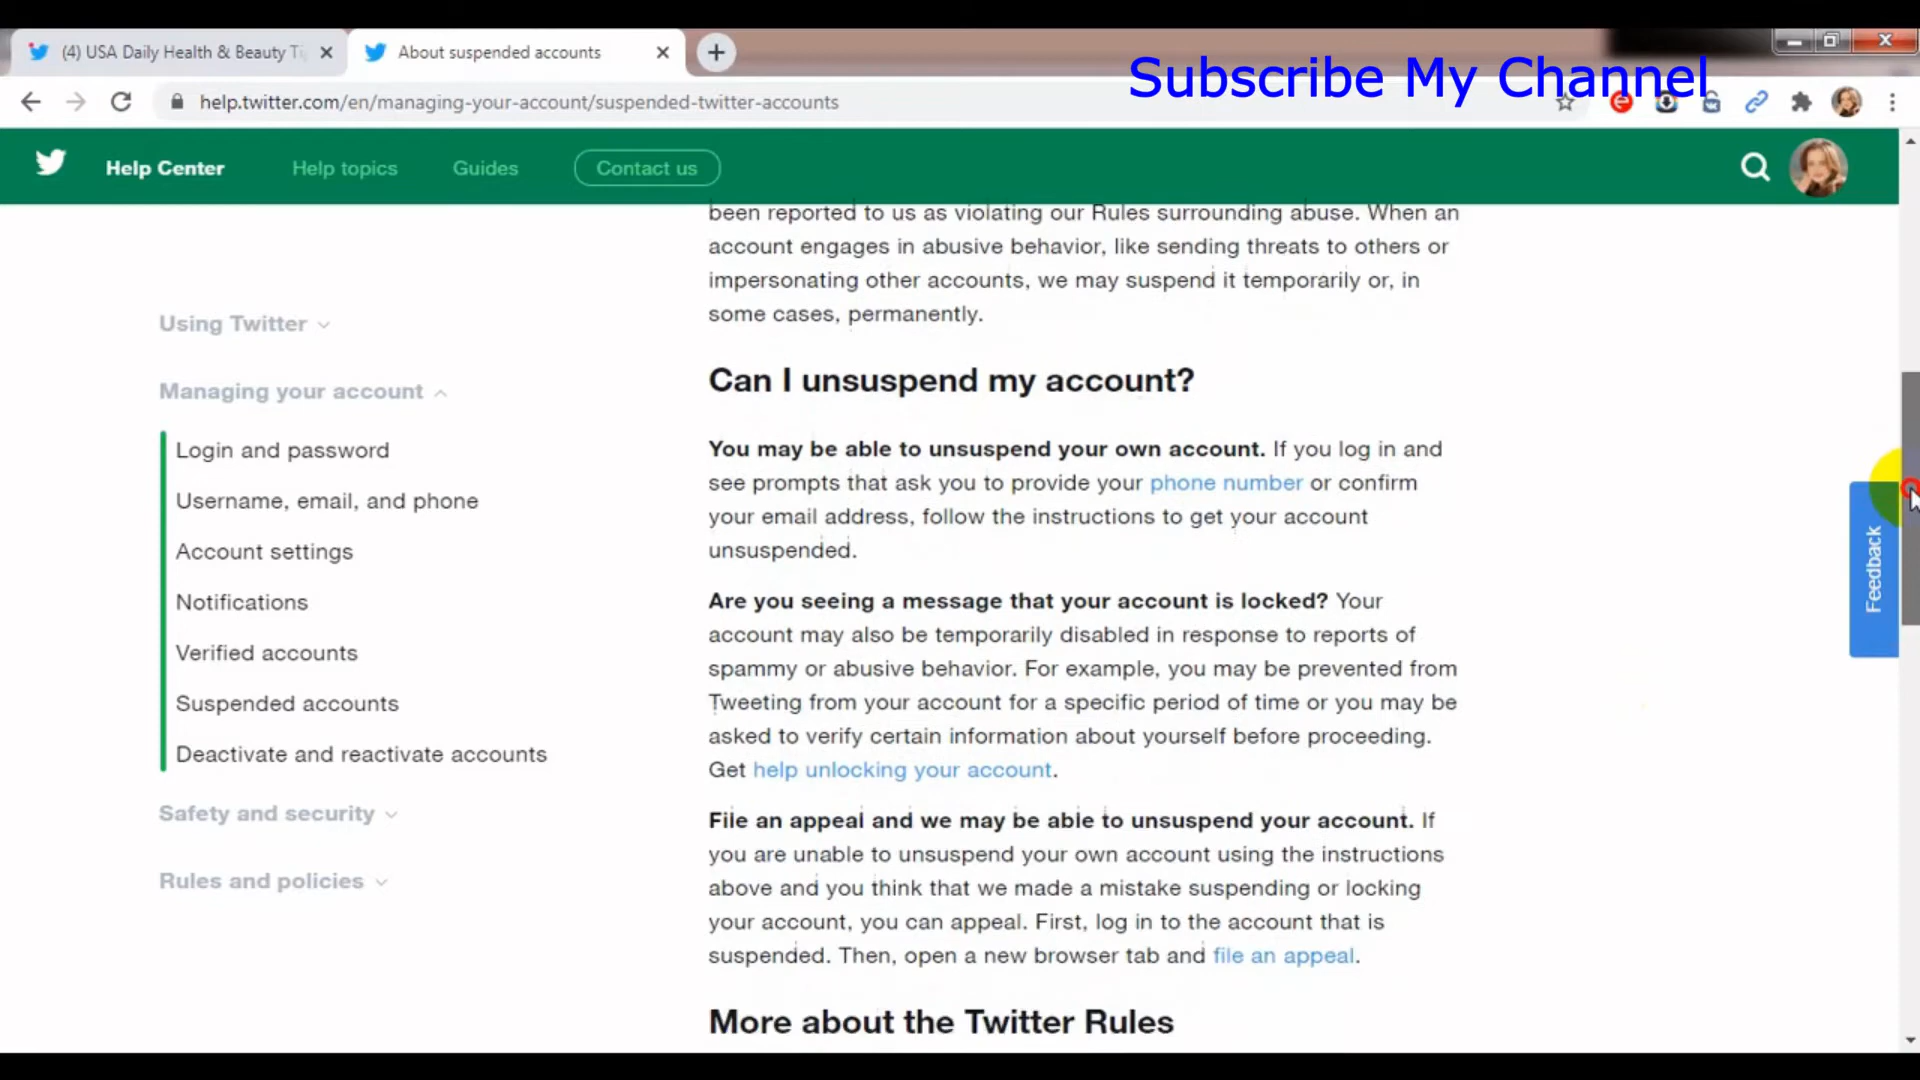 (4) USA Daily Health & Beauty Ti
About suspended accounts
Subscribe My Channel
help.twitter.com/en/managing-your-account/suspended-twitter-accounts
Help Center
Help topics
Guides
Contact us
been reported to us as violating our Rules surrounding abuse. When an
account engages in abusive behavior, like sending threats to others or
impersonating other accounts, we may suspend it temporarily or, in
some cases, permanently.
Using Twitter
Managing your account
Login and password
Username, email, and phone
Account settings
Notifications
Verified accounts
Suspended accounts
Deactivate and reactivate accounts
Safety and security
Rules and policies
Can I unsuspend my account?
You may be able to unsuspend your own account. If you log in and
see prompts that ask you to provide your phone number or confirm
your email address, follow the instructions to get your account
unsuspended.
Are you seeing a message that your account is locked? Your
account may also be temporarily disabled in response to reports of
spammy or abusive behavior. For example, you may be prevented from
Tweeting from your account for a specific period of time or you may be
asked to verify certain information about yourself before proceeding.
Get help unlocking your account.
File an appeal and we may be able to unsuspend your account. If
you are unable to unsuspend your own account using the instructions
above and you think that we made a mistake suspending or locking
your account, you can appeal. First, log in to the account that is
suspended. Then, open a new browser tab and file an appeal.
More about the Twitter Rules
Feedback